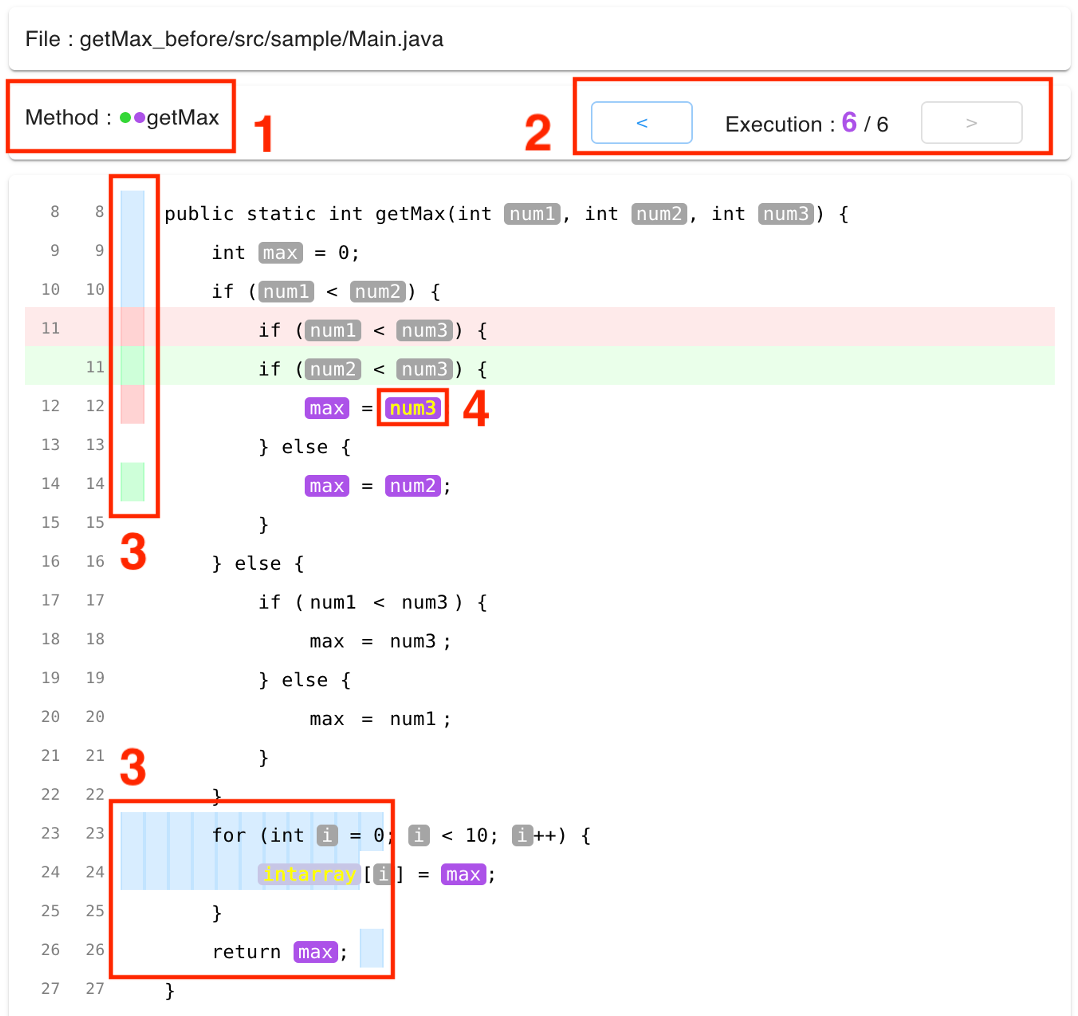 File : getMax_before/src/sample/Main.java
Method : getMax 1 2 < Execution : 6 / 6 >
8 8 public static int getMax(int num1, int num2, int num3) {
9 9 int max = 0;
10 10 if (num1 < num2) {
11 if (num1 < num3) {
11 if (num2 < num3) {
12 12 max = num3 4
13 13 } else {
14 14 max = num2;
15 15 }
3
16 16 } else {
17 17 if (num1 < num3) {
18 18 max = num3;
19 19 } else {
20 20 max = num1;
21 21 }
3
22 22 }
23 23 for (int i = 0; i < 10; i++) {
24 24 intarray[i] = max;
25 25 }
26 26 return max;
27 27 }